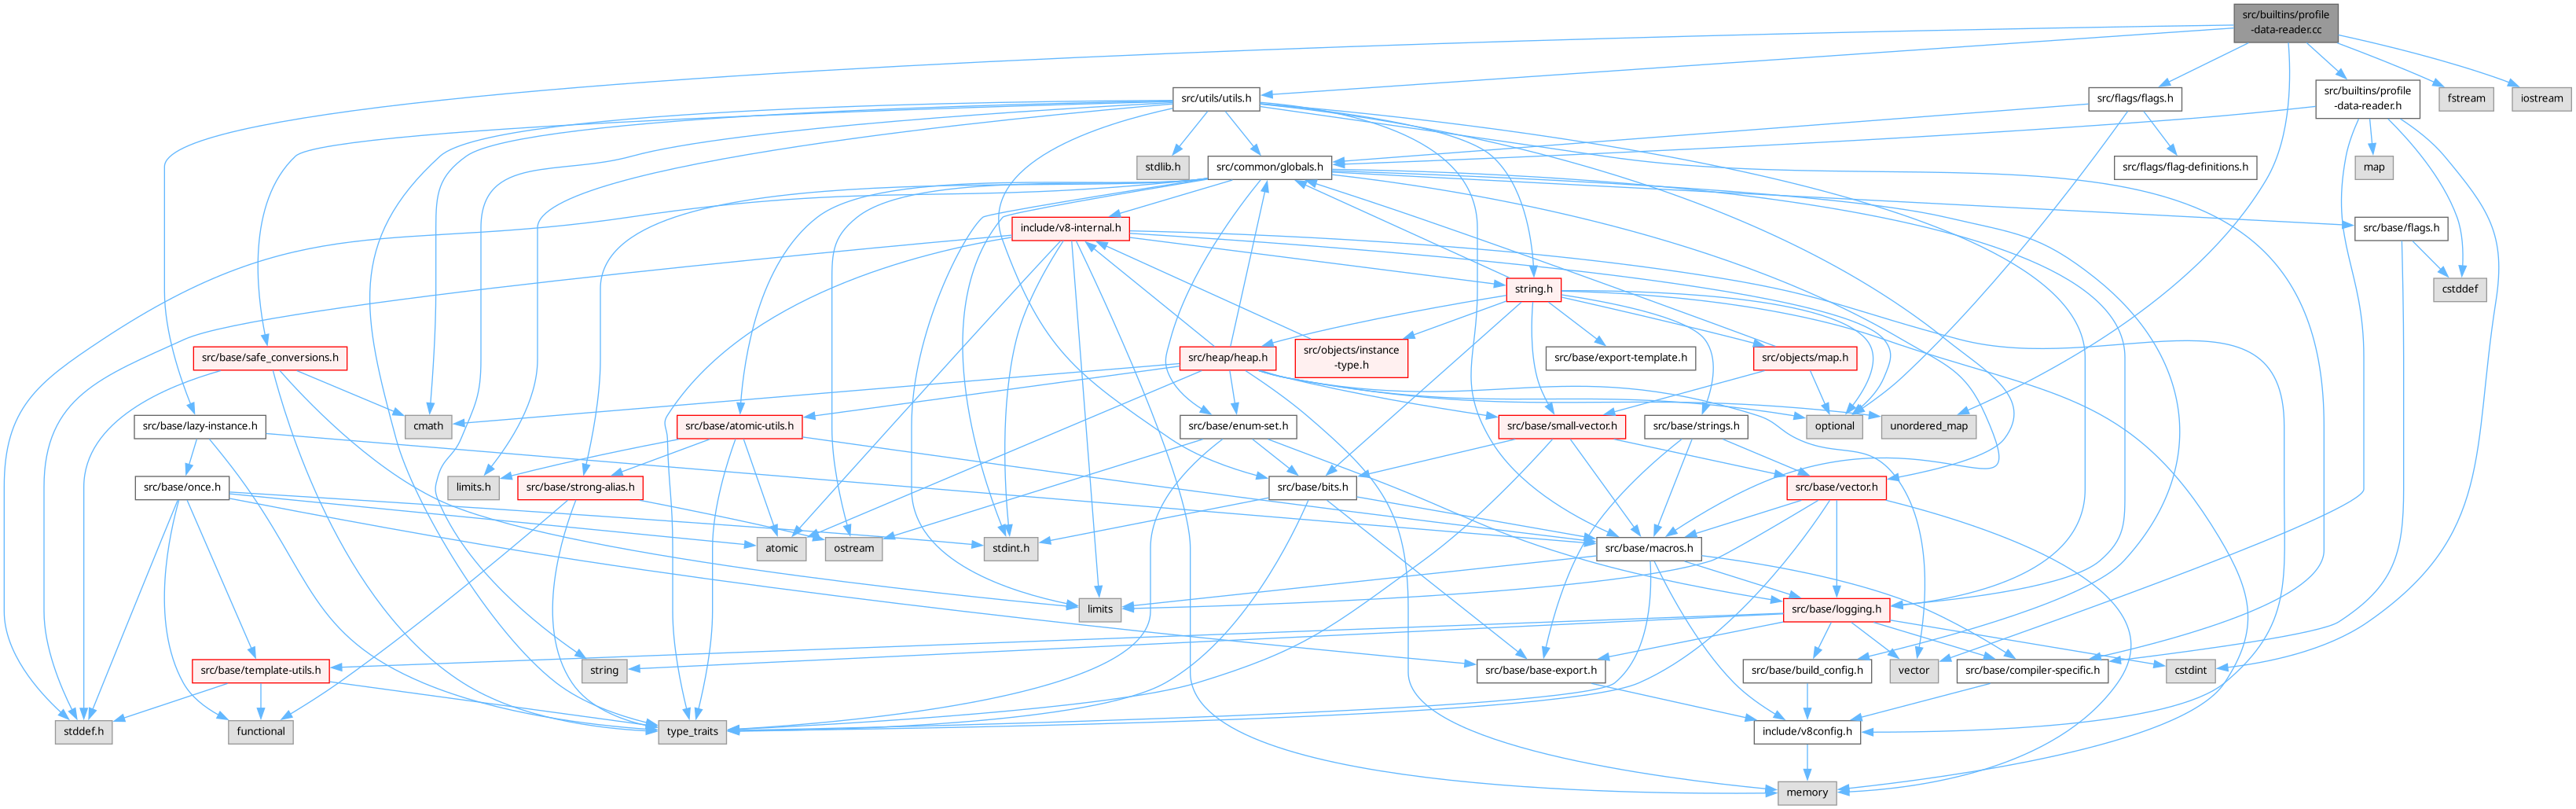 src/builtins/profile
-data-reader.cc
src/utils/utils.h
src/flags/flags.h
src/builtins/profile
-data-reader.h
fstream
iostream
stdlib.h
src/common/globals.h
src/flags/flag-definitions.h
map
include/v8-internal.h
src/base/flags.h
string.h
cstddef
src/base/safe_conversions.h
src/heap/heap.h
src/objects/instance
-type.h
src/base/export-template.h
src/objects/map.h
src/base/lazy-instance.h
cmath
src/base/atomic-utils.h
src/base/enum-set.h
src/base/small-vector.h
src/base/strings.h
optional
unordered_map
src/base/once.h
limits.h
src/base/strong-alias.h
src/base/bits.h
src/base/vector.h
atomic
ostream
stdint.h
src/base/macros.h
limits
src/base/logging.h
src/base/template-utils.h
string
src/base/base-export.h
src/base/build_config.h
vector
src/base/compiler-specific.h
cstdint
stddef.h
functional
type_traits
include/v8config.h
memory